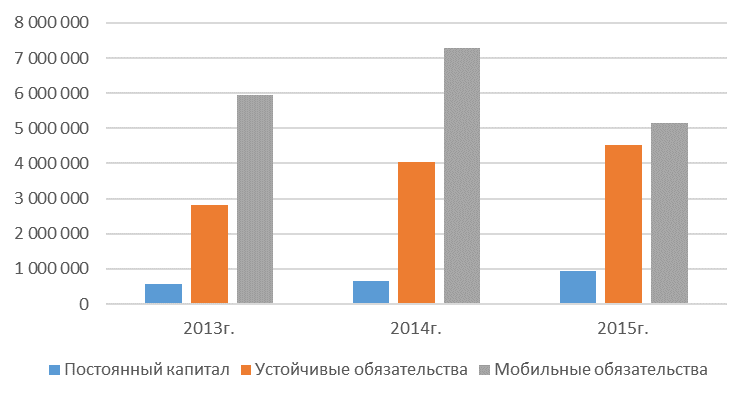 8 000 000
7 000 000
6 000 000
5 000 000
4 000 000
3 000 000
2 000 000
1 000 000
0
2013г. 2014г. 2015г.
Постоянный капитал Устойчивые обязательства Мобильные обязательства